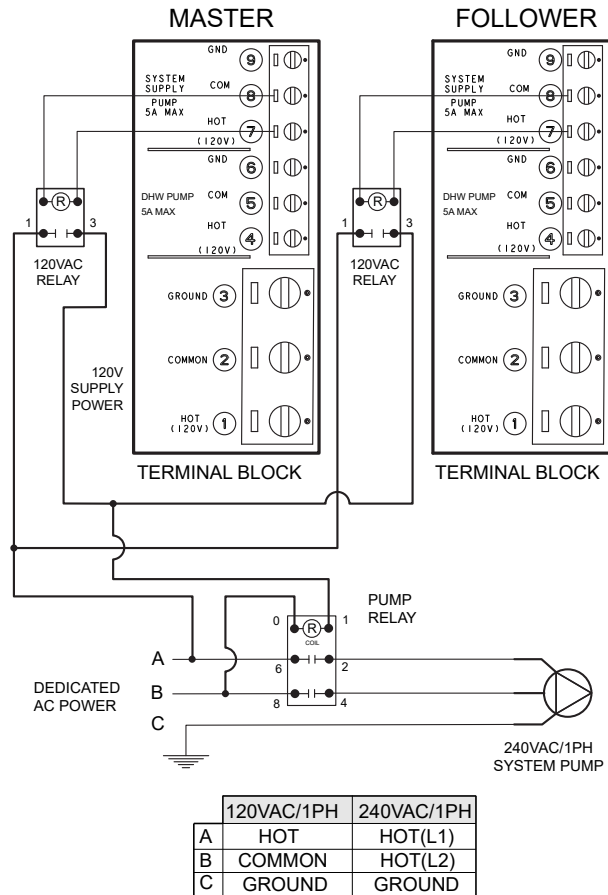 MASTER
GND 9
SYSTEM SUPPLY COM 8
PUMP 5A MAX HOT 7
(120V)
GND 6
DHW PUMP COM 5
5A MAX HOT 4
(120V)
GROUND 3
COMMON 2
HOT (120V) 1
TERMINAL BLOCK
FOLLOWER
GND 9
SYSTEM SUPPLY COM 8
PUMP 5A MAX HOT 7
(120V)
GND 6
DHW PUMP COM 5
5A MAX HOT 4
(120V)
GROUND 3
COMMON 2
HOT (120V) 1
TERMINAL BLOCK
R
1 3
120VAC
RELAY
R
1 3
120VAC
RELAY
120V
SUPPLY
POWER
PUMP
RELAY
0 R 1
COIL
6 2
8 4
A
B
C
DEDICATED
AC POWER
240VAC/1PH
SYSTEM PUMP
120VAC/1PH 240VAC/1PH
A HOT HOT(L1)
B COMMON HOT(L2)
C GROUND GROUND